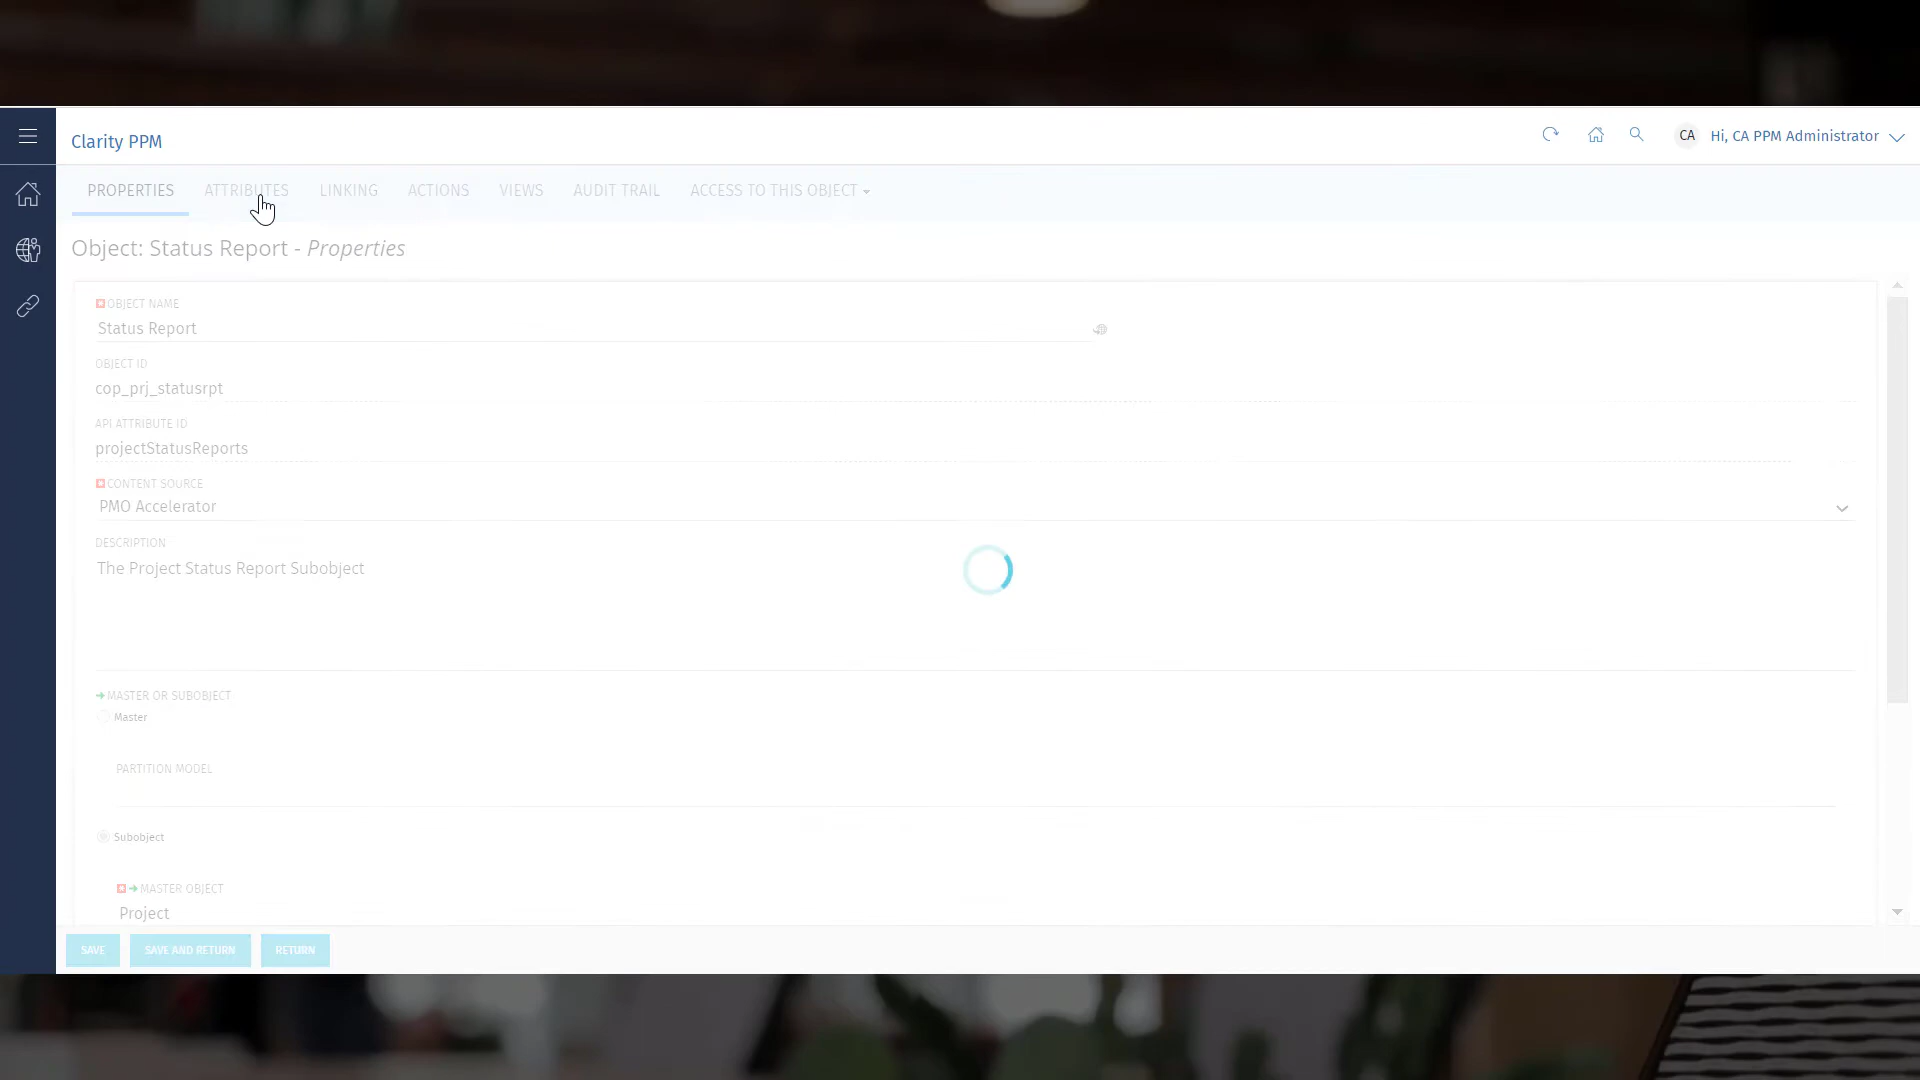 Clarity PPM
CA
Hi, CA PPM Administrator
PROPERTIES
ATTRIBUTES
LINKING
ACTIONS
VIEWS
AUDIT TRAIL
ACCESS TO THIS OBJECT
Object: Status Report - Properties
OBJECT NAME
Status Report
OBJECT ID
cop_prj_statusrpt
API ATTRIBUTE ID
projectStatusReports
CONTENT SOURCE
PMO Accelerator
DESCRIPTION
The Project Status Report Subobject
MASTER OR SUBOBJECT
Master
PARTITION MODEL
Subobject
MASTER OBJECT
Project
SAVE
SAVE AND RETURN
RETURN